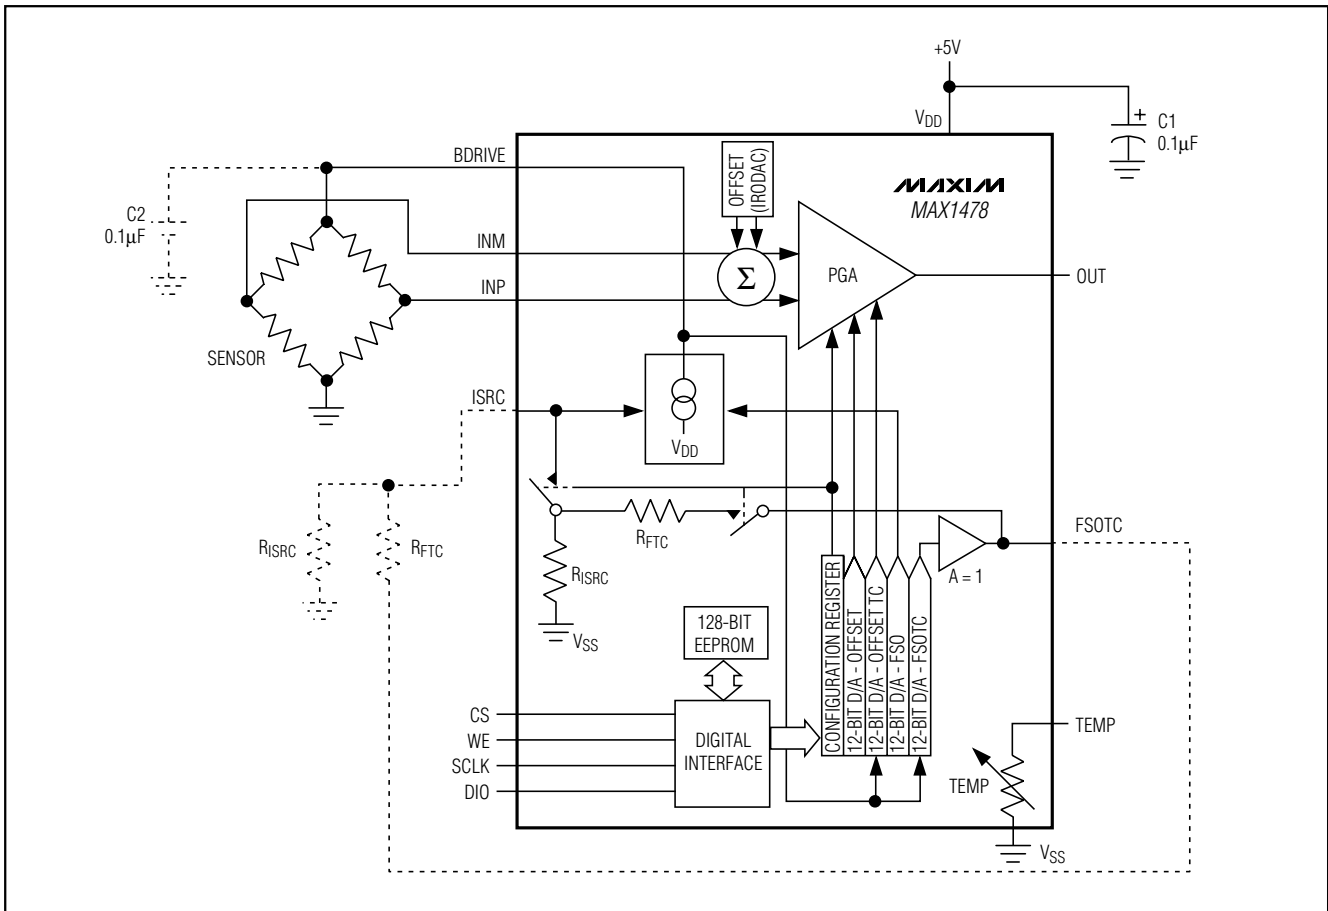 +5V
VDD
+
C1
0.1µF
BDRIVE
OFFSET
(IRODAC)
MAXIM
MAX1478
C2
0.1µF
INM
Σ
PGA
OUT
INP
SENSOR
ISRC
VDD
FSOTC
RFTC
RISRC
RFTC
RISRC
A = 1
VSS
128-BIT
EEPROM
CONFIGURATION REGISTER
12-BIT D/A - OFFSET
12-BIT D/A - OFFSET TC
12-BIT D/A - FSO
12-BIT D/A - FSOTC
CS
WE
SCLK
DIO
DIGITAL
INTERFACE
TEMP
TEMP
VSS